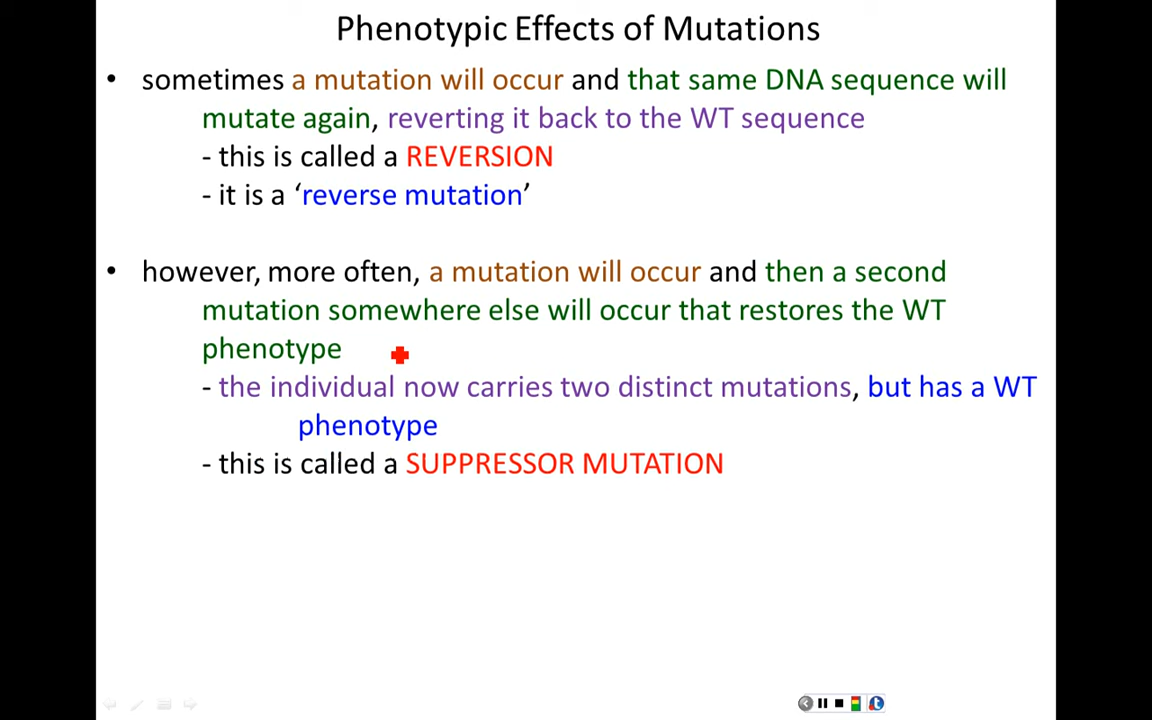 Phenotypic Effects of Mutations
• sometimes a mutation will occur and that same DNA sequence will
mutate again, reverting it back to the WT sequence
- this is called a REVERSION
- it is a ‘reverse mutation’
• however, more often, a mutation will occur and then a second
mutation somewhere else will occur that restores the WT
phenotype
- the individual now carries two distinct mutations, but has a WT
phenotype
- this is called a SUPPRESSOR MUTATION